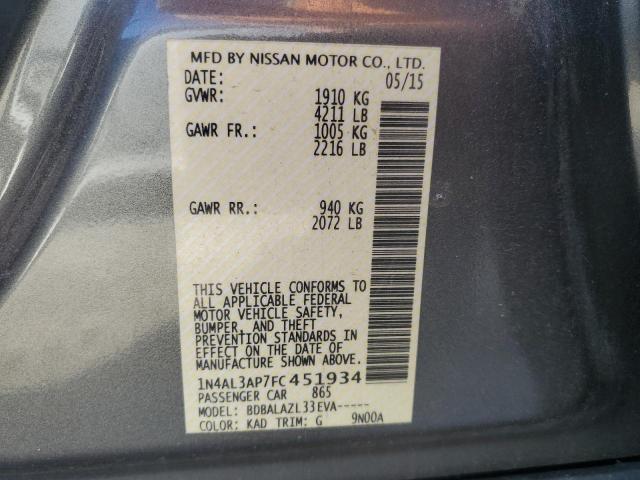 MFD BY NISSAN MOTOR CO., LTD.
DATE: 05/15
GVWR: 1910 KG
4211 LB
GAWR FR.: 1005 KG
2216 LB
GAWR RR.: 940 KG
2072 LB
THIS VEHICLE CONFORMS TO
ALL APPLICABLE FEDERAL
MOTOR VEHICLE SAFETY,
BUMPER, AND THEFT
PREVENTION STANDARDS IN
EFFECT ON THE DATE OF
MANUFACTURE SHOWN ABOVE.
1N4AL3AP7FC451934
PASSENGER CAR 865
MODEL: BDBALAZL33EVA-----
COLOR: KAD TRIM: G 9N00A